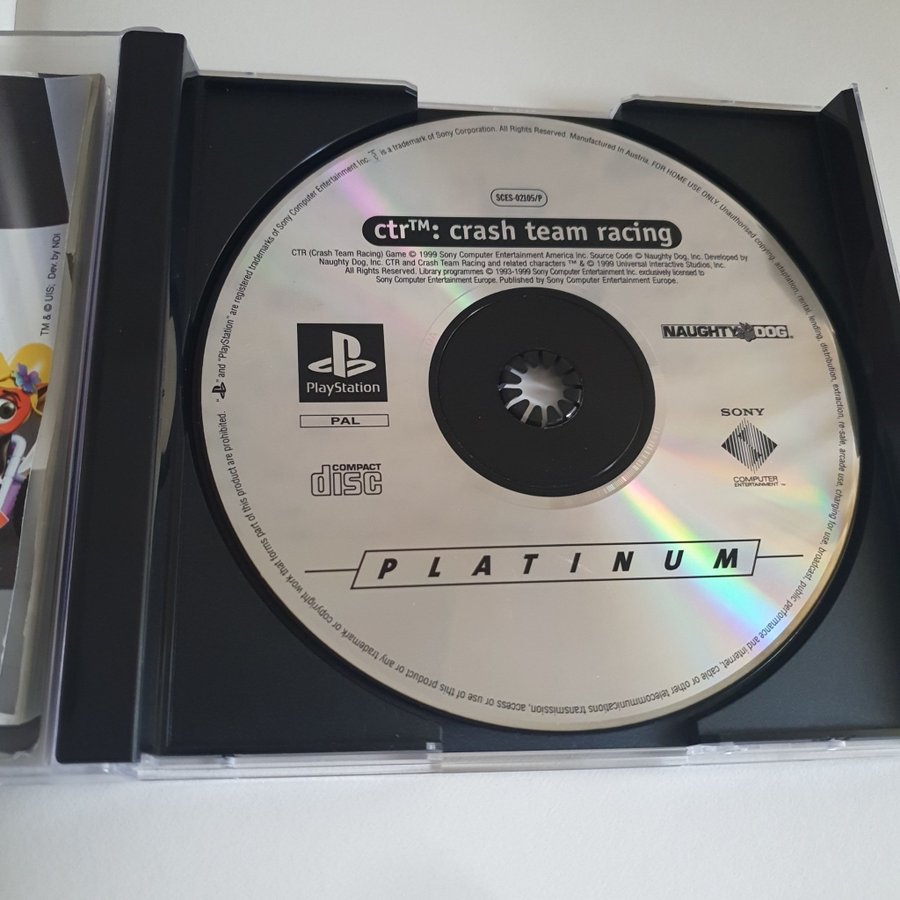 SCES-02105/P
ctr™: crash team racing
CTR (Crash Team Racing) Game © 1999 Sony Computer Entertainment America Inc. Source Code © Naughty Dog, Inc. Developed by
Naughty Dog, Inc. CTR and Crash Team Racing and related characters ™ & © 1999 Universal Interactive Studios, Inc.
All Rights Reserved. Library programmes © 1993-1999 Sony Computer Entertainment Inc. exclusively licensed to
Sony Computer Entertainment Europe. Published by Sony Computer Entertainment Europe.
PlayStation
PAL
COMPACT
disc
NAUGHTY DOG
SONY
COMPUTER
ENTERTAINMENT ™
PLATINUM
and "PlayStation" are registered trademarks of Sony Computer Entertainment Inc. is a trademark of Sony Corporation. All Rights Reserved. Manufactured in Austria. FOR HOME USE ONLY. Unauthorised copying, adaptation, rental, lending, distribution, extraction, re-sale, arcade use, charging for use, broadcast, public performance and internet, cable or other telecommunications transmission, access or use of this product or any trademark or copyright work that forms part of this product are prohibited.
TM & © UIS; Dev. by NDI